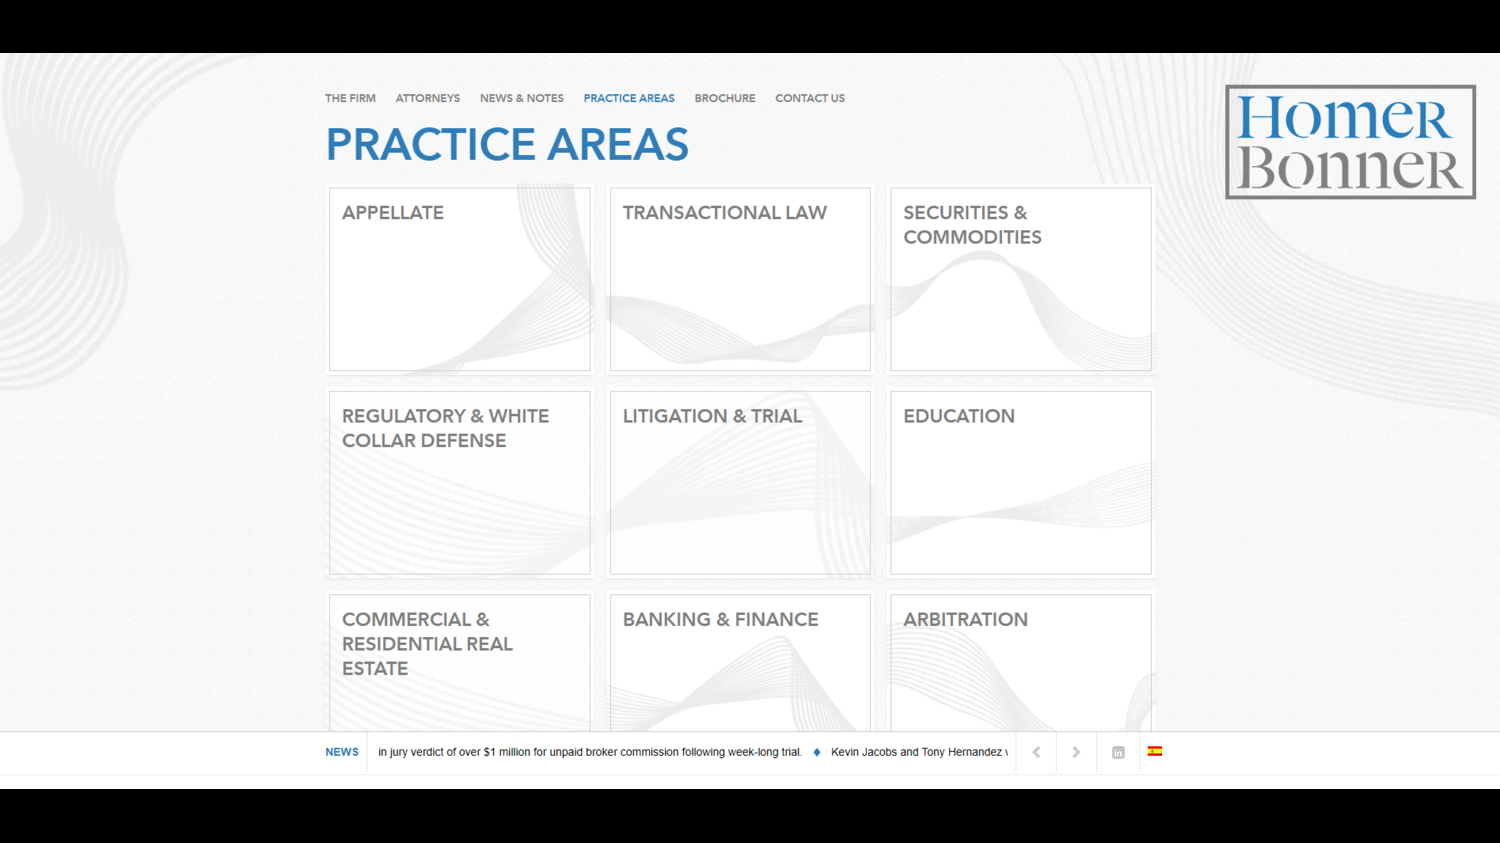 THE FIRM ATTORNEYS NEWS & NOTES PRACTICE AREAS BROCHURE CONTACT US
Homer
Bonner
PRACTICE AREAS
APPELLATE
TRANSACTIONAL LAW
SECURITIES &
COMMODITIES
REGULATORY & WHITE
COLLAR DEFENSE
LITIGATION & TRIAL
EDUCATION
COMMERCIAL &
RESIDENTIAL REAL
ESTATE
BANKING & FINANCE
ARBITRATION
NEWS in jury verdict of over $1 million for unpaid broker commission following week-long trial. ♦ Kevin Jacobs and Tony Hernandez in